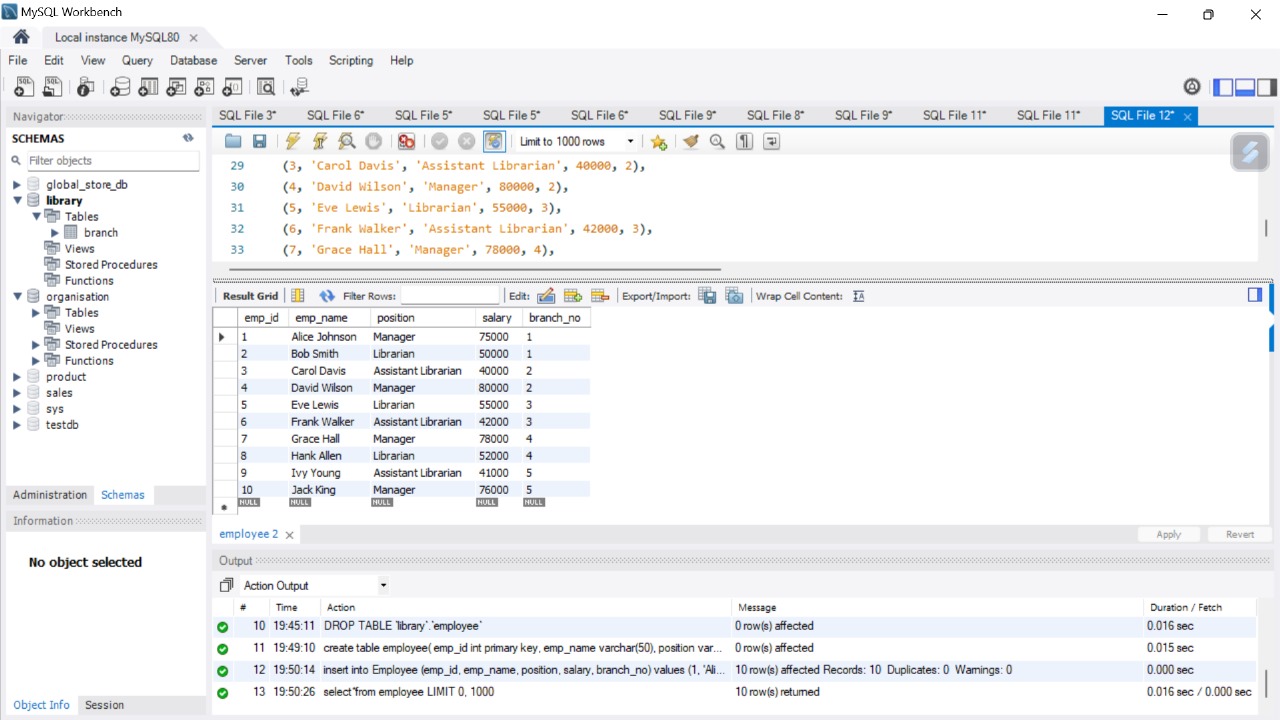 MySQL Workbench
Local instance MySQL80
File Edit View Query Database Server Tools Scripting Help
Navigator
SCHEMAS
Filter objects
global_store_db
library
Tables
branch
Views
Stored Procedures
Functions
organisation
Tables
Views
Stored Procedures
Functions
product
sales
sys
testdb
Administration Schemas
Information
No object selected
Object Info Session
SQL File 3* SQL File 6* SQL File 5* SQL File 5* SQL File 6* SQL File 9* SQL File 8* SQL File 9* SQL File 11* SQL File 11* SQL File 12*
Limit to 1000 rows
29 (3, 'Carol Davis', 'Assistant Librarian', 40000, 2),
30 (4, 'David Wilson', 'Manager', 80000, 2),
31 (5, 'Eve Lewis', 'Librarian', 55000, 3),
32 (6, 'Frank Walker', 'Assistant Librarian', 42000, 3),
33 (7, 'Grace Hall', 'Manager', 78000, 4),
Result Grid Filter Rows: Edit: Export/Import: Wrap Cell Content:
emp_id emp_name position salary branch_no
1 Alice Johnson Manager 75000 1
2 Bob Smith Librarian 50000 1
3 Carol Davis Assistant Librarian 40000 2
4 David Wilson Manager 80000 2
5 Eve Lewis Librarian 55000 3
6 Frank Walker Assistant Librarian 42000 3
7 Grace Hall Manager 78000 4
8 Hank Allen Librarian 52000 4
9 Ivy Young Assistant Librarian 41000 5
10 Jack King Manager 76000 5
NULL NULL NULL NULL NULL
employee 2 Apply Revert
Output
Action Output
# Time Action Message Duration / Fetch
10 19:45:11 DROP TABLE `library`.`employee` 0 row(s) affected 0.016 sec
11 19:49:10 create table employee( emp_id int primary key, emp_name varchar(50), position var... 0 row(s) affected 0.015 sec
12 19:50:14 insert into Employee (emp_id, emp_name, position, salary, branch_no) values (1, 'Ali... 10 row(s) affected Records: 10 Duplicates: 0 Warnings: 0 0.000 sec
13 19:50:26 select*from employee LIMIT 0, 1000 10 row(s) returned 0.016 sec / 0.000 sec